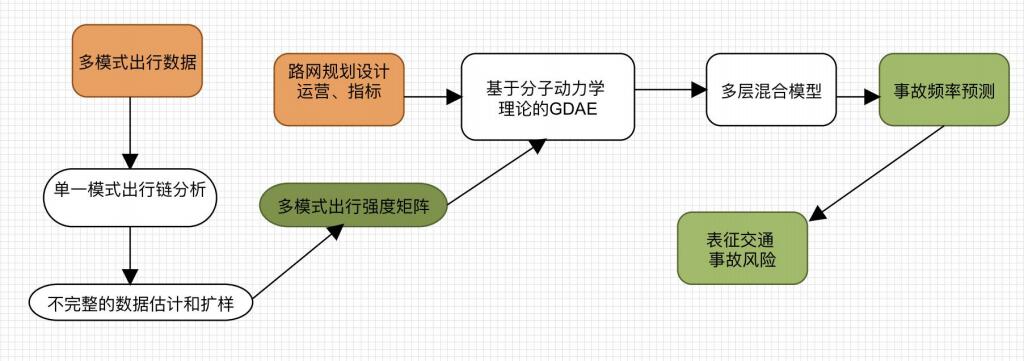 多模式出行数据
单一模式出行链分析
不完整的数据估计和扩样
路网规划设计
运营、指标
多模式出行强度矩阵
基于分子动力学
理论的GDAE
多层混合模型
事故频率预测
表征交通
事故风险